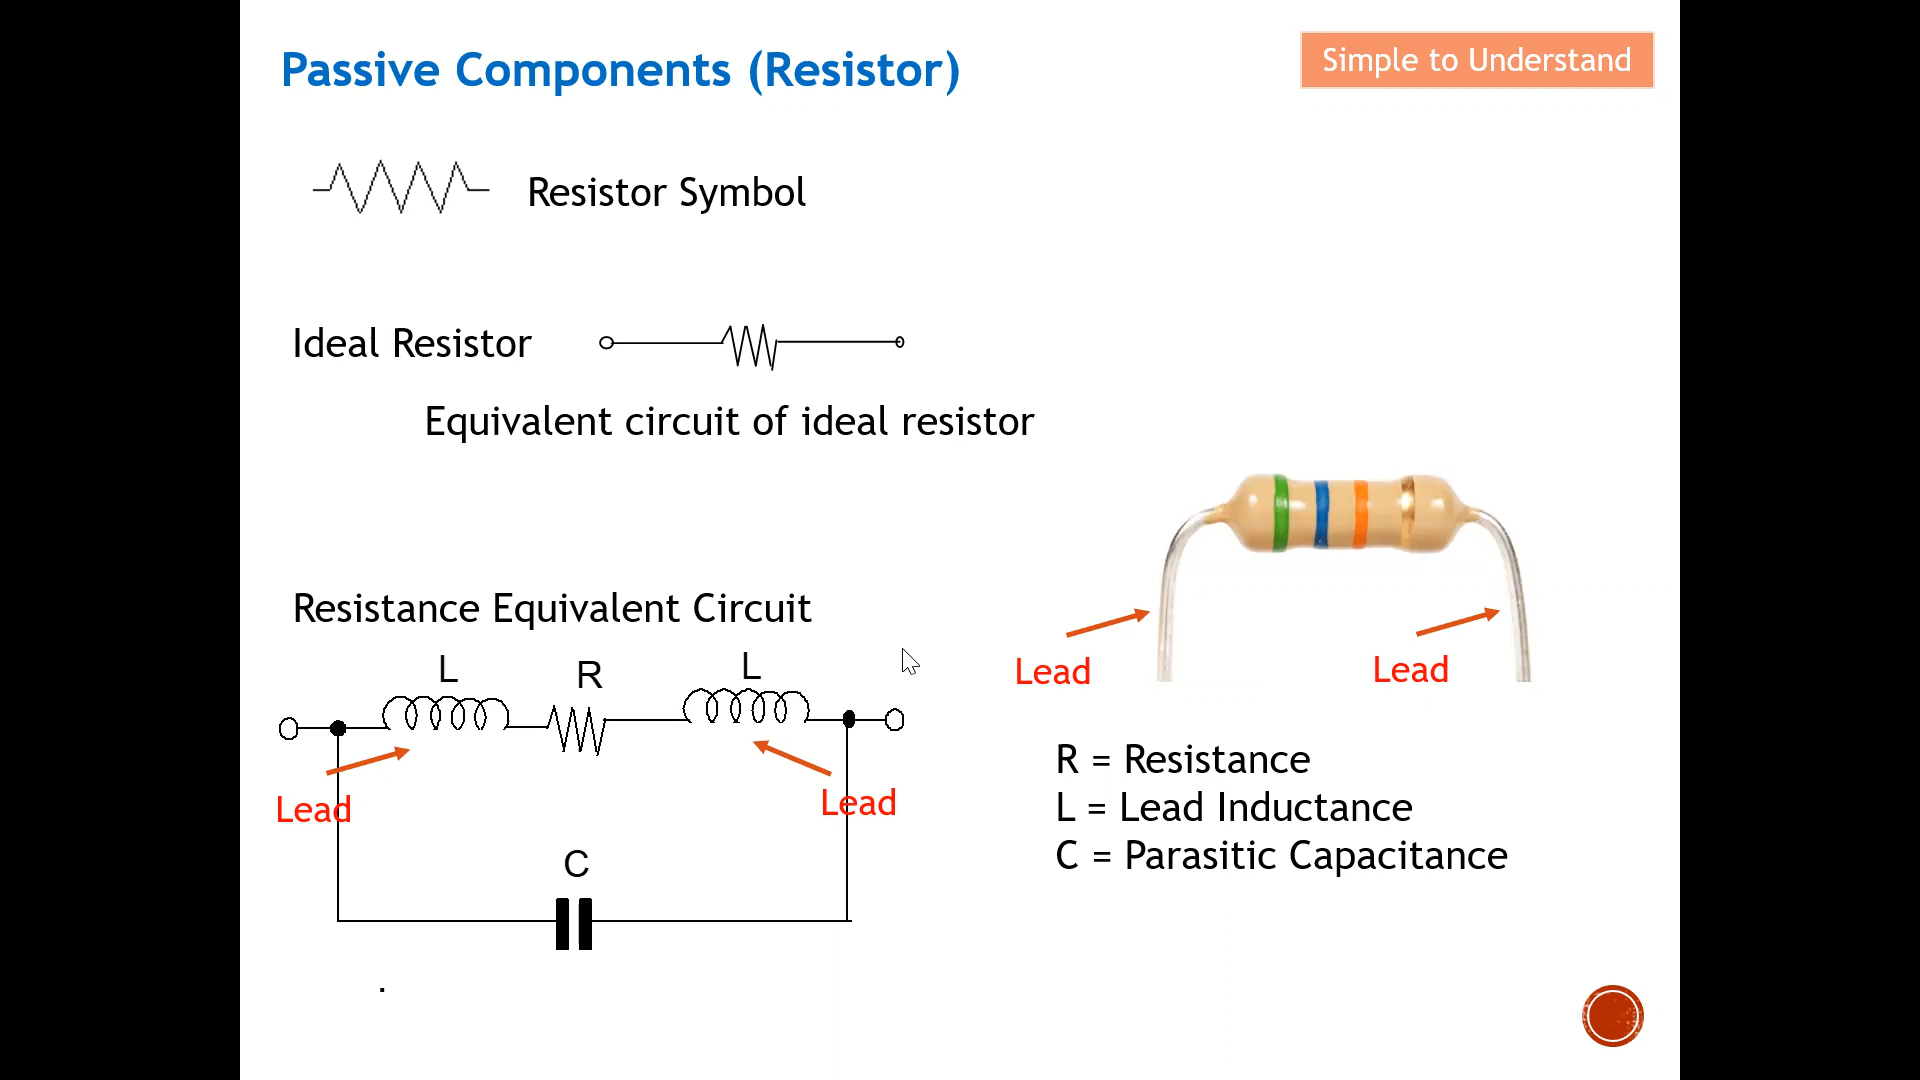 Passive Components (Resistor)
Simple to Understand
Resistor Symbol
Ideal Resistor
Equivalent circuit of ideal resistor
Resistance Equivalent Circuit
L
R
L
Lead
Lead
C
.
Lead
Lead
R = Resistance
L = Lead Inductance
C = Parasitic Capacitance